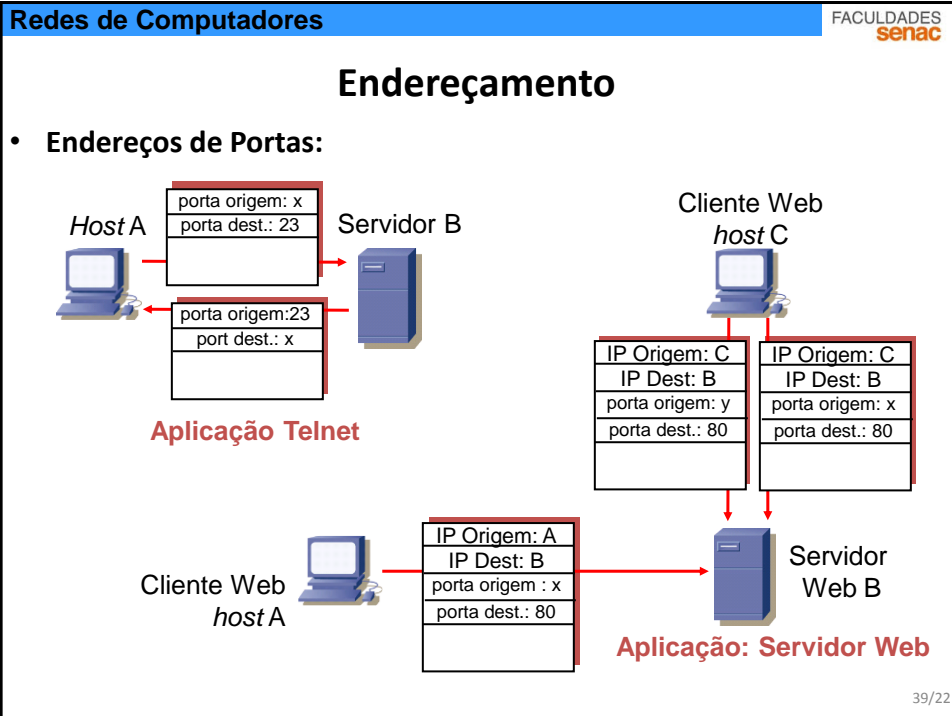 Redes de Computadores
FACULDADES
senac
Endereçamento
• Endereços de Portas:
Host A
porta origem: x
porta dest.: 23
Servidor B
porta origem:23
port dest.: x
Aplicação Telnet
Cliente Web
host C
IP Origem: C
IP Dest: B
porta origem: y
porta dest.: 80
IP Origem: C
IP Dest: B
porta origem: x
porta dest.: 80
Cliente Web
host A
IP Origem: A
IP Dest: B
porta origem : x
porta dest.: 80
Servidor
Web B
Aplicação: Servidor Web
39/22